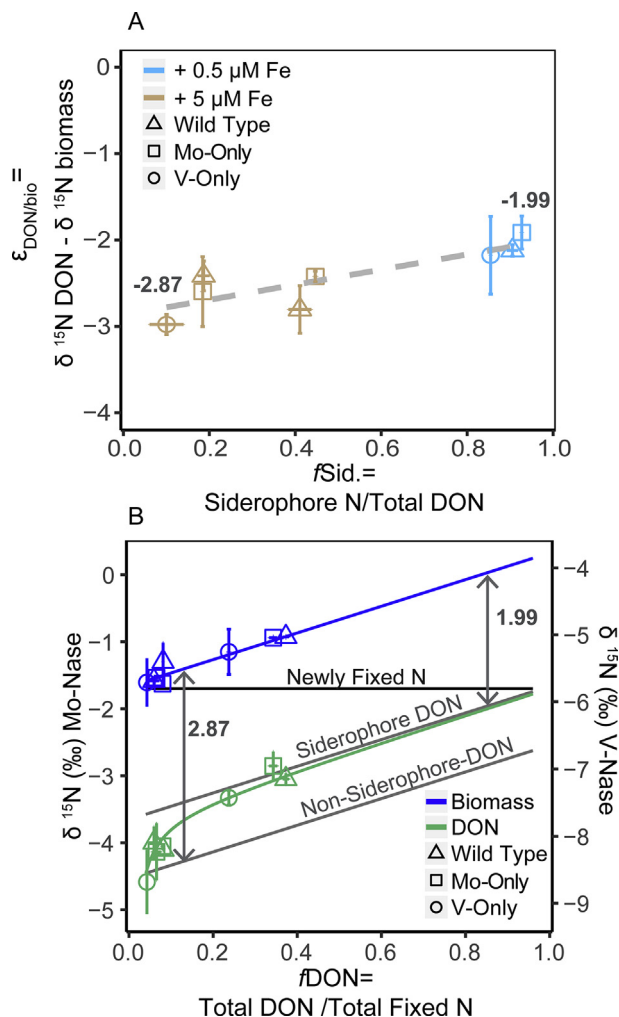 A
ε DON/bio =
δ ¹⁵N DON - δ ¹⁵N biomass
0
−1
−2
−3
−4
+ 0.5 µM Fe
+ 5 µM Fe
Wild Type
Mo-Only
V-Only
-1.99
-2.87
0.0 0.2 0.4 0.6 0.8 1.0
fSid.=
Siderophore N/Total DON
B
δ ¹⁵N (‰) Mo-Nase
0
−1
−2
−3
−4
−5
Newly Fixed N
Siderophore DON
Non-Siderophore-DON
1.99
2.87
Biomass
DON
Wild Type
Mo-Only
V-Only
−4
−5
−6
−7
−8
−9
δ ¹⁵N (‰) V-Nase
0.0 0.2 0.4 0.6 0.8 1.0
fDON=
Total DON /Total Fixed N